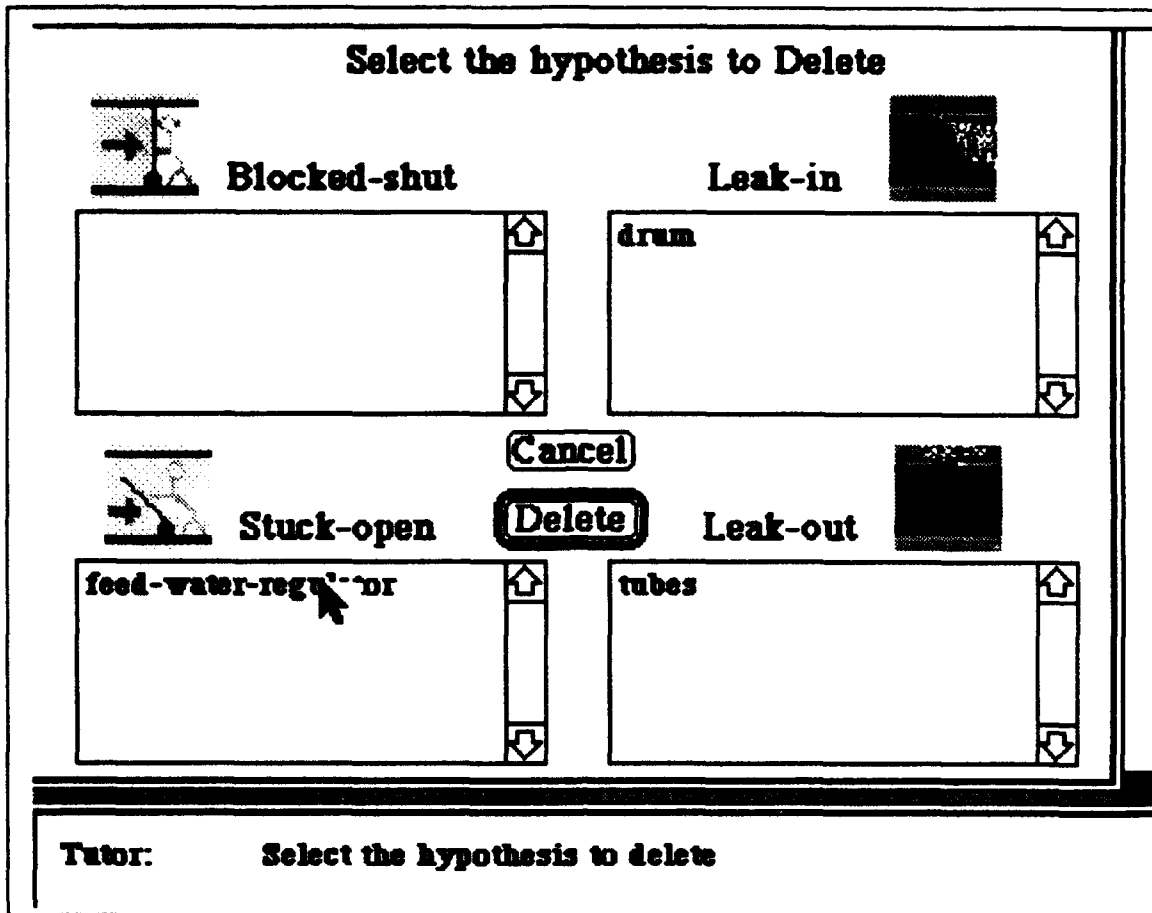 Select the hypothesis to Delete
Blocked-shut
Leak-in
drum
Cancel
Delete
Stuck-open
Leak-out
tubes
Tutor: Select the hypothesis to delete